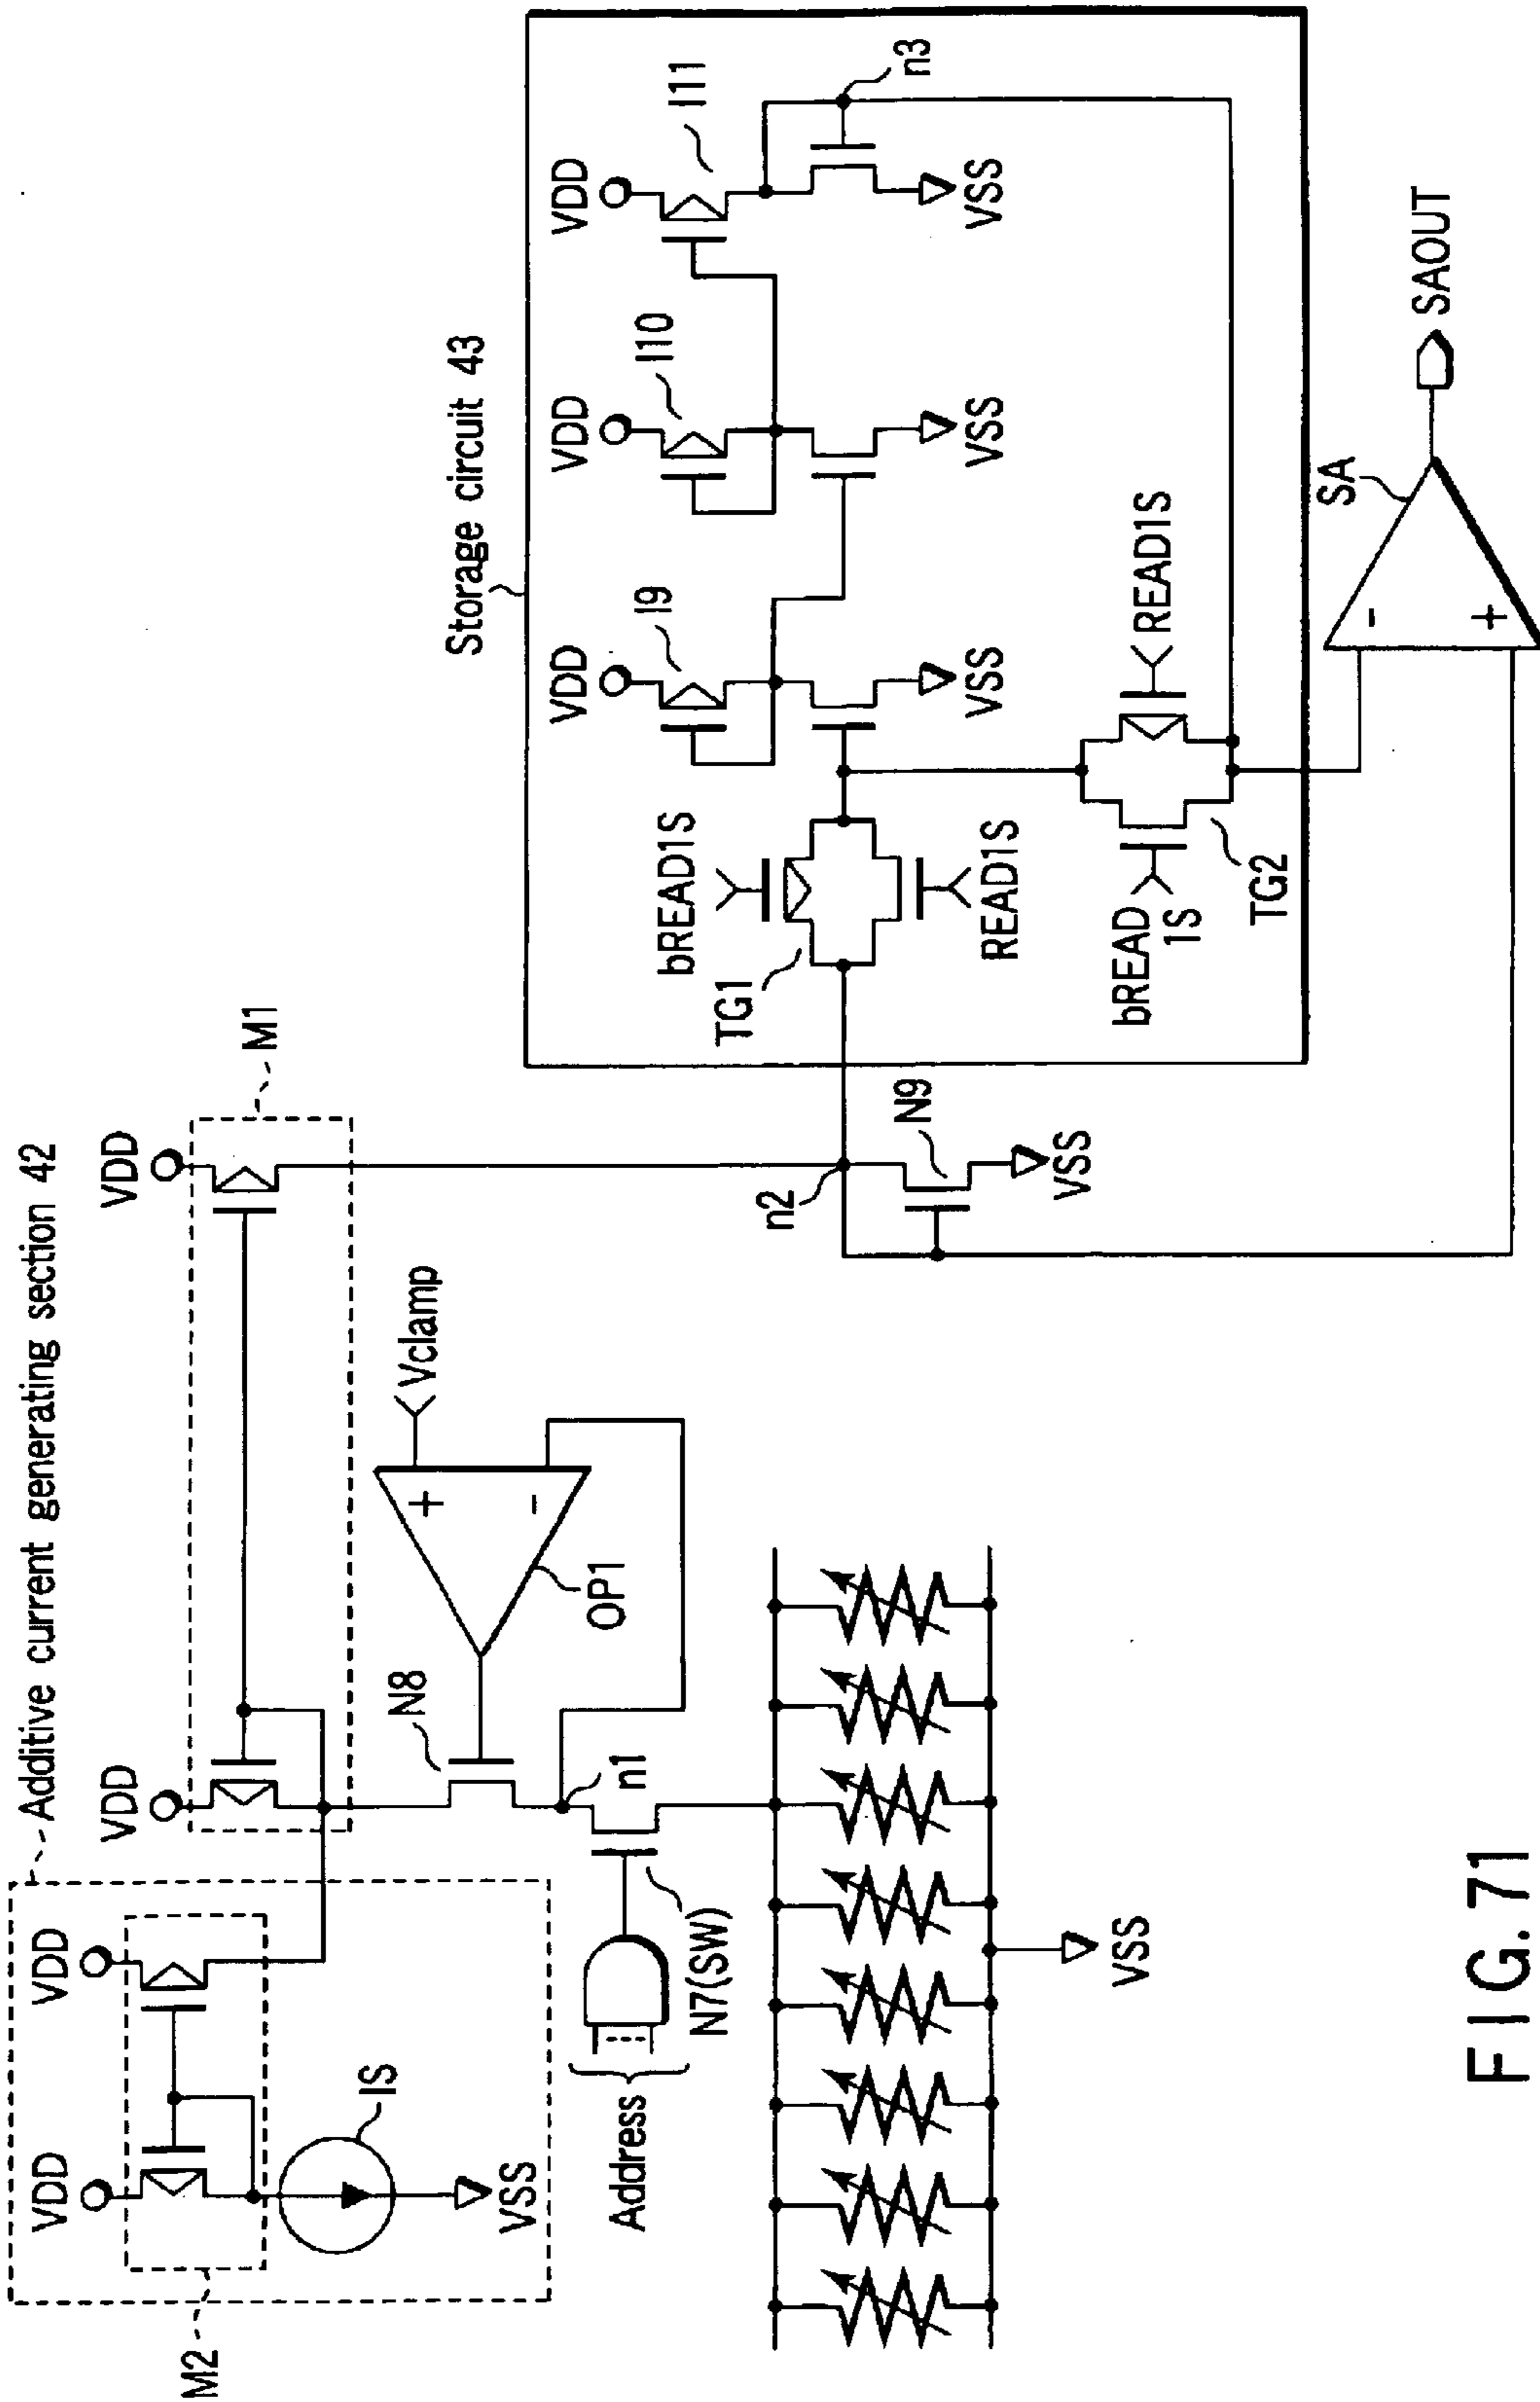 Additive current generating section 42
VDD
VDD
VDD
VDD
M2
M1
IS
VSS
N8
Vclamp
+
-
OP1
n1
Address
N7(SW)
VSS
n2
N9
VSS
Storage circuit 43
VDD
VDD
VDD
I9
I10
I11
n3
VSS
VSS
VSS
bREAD1S
TG1
READ1S
bREAD
1S
READ1S
TG2
SA
-
+
SAOUT
FIG.71